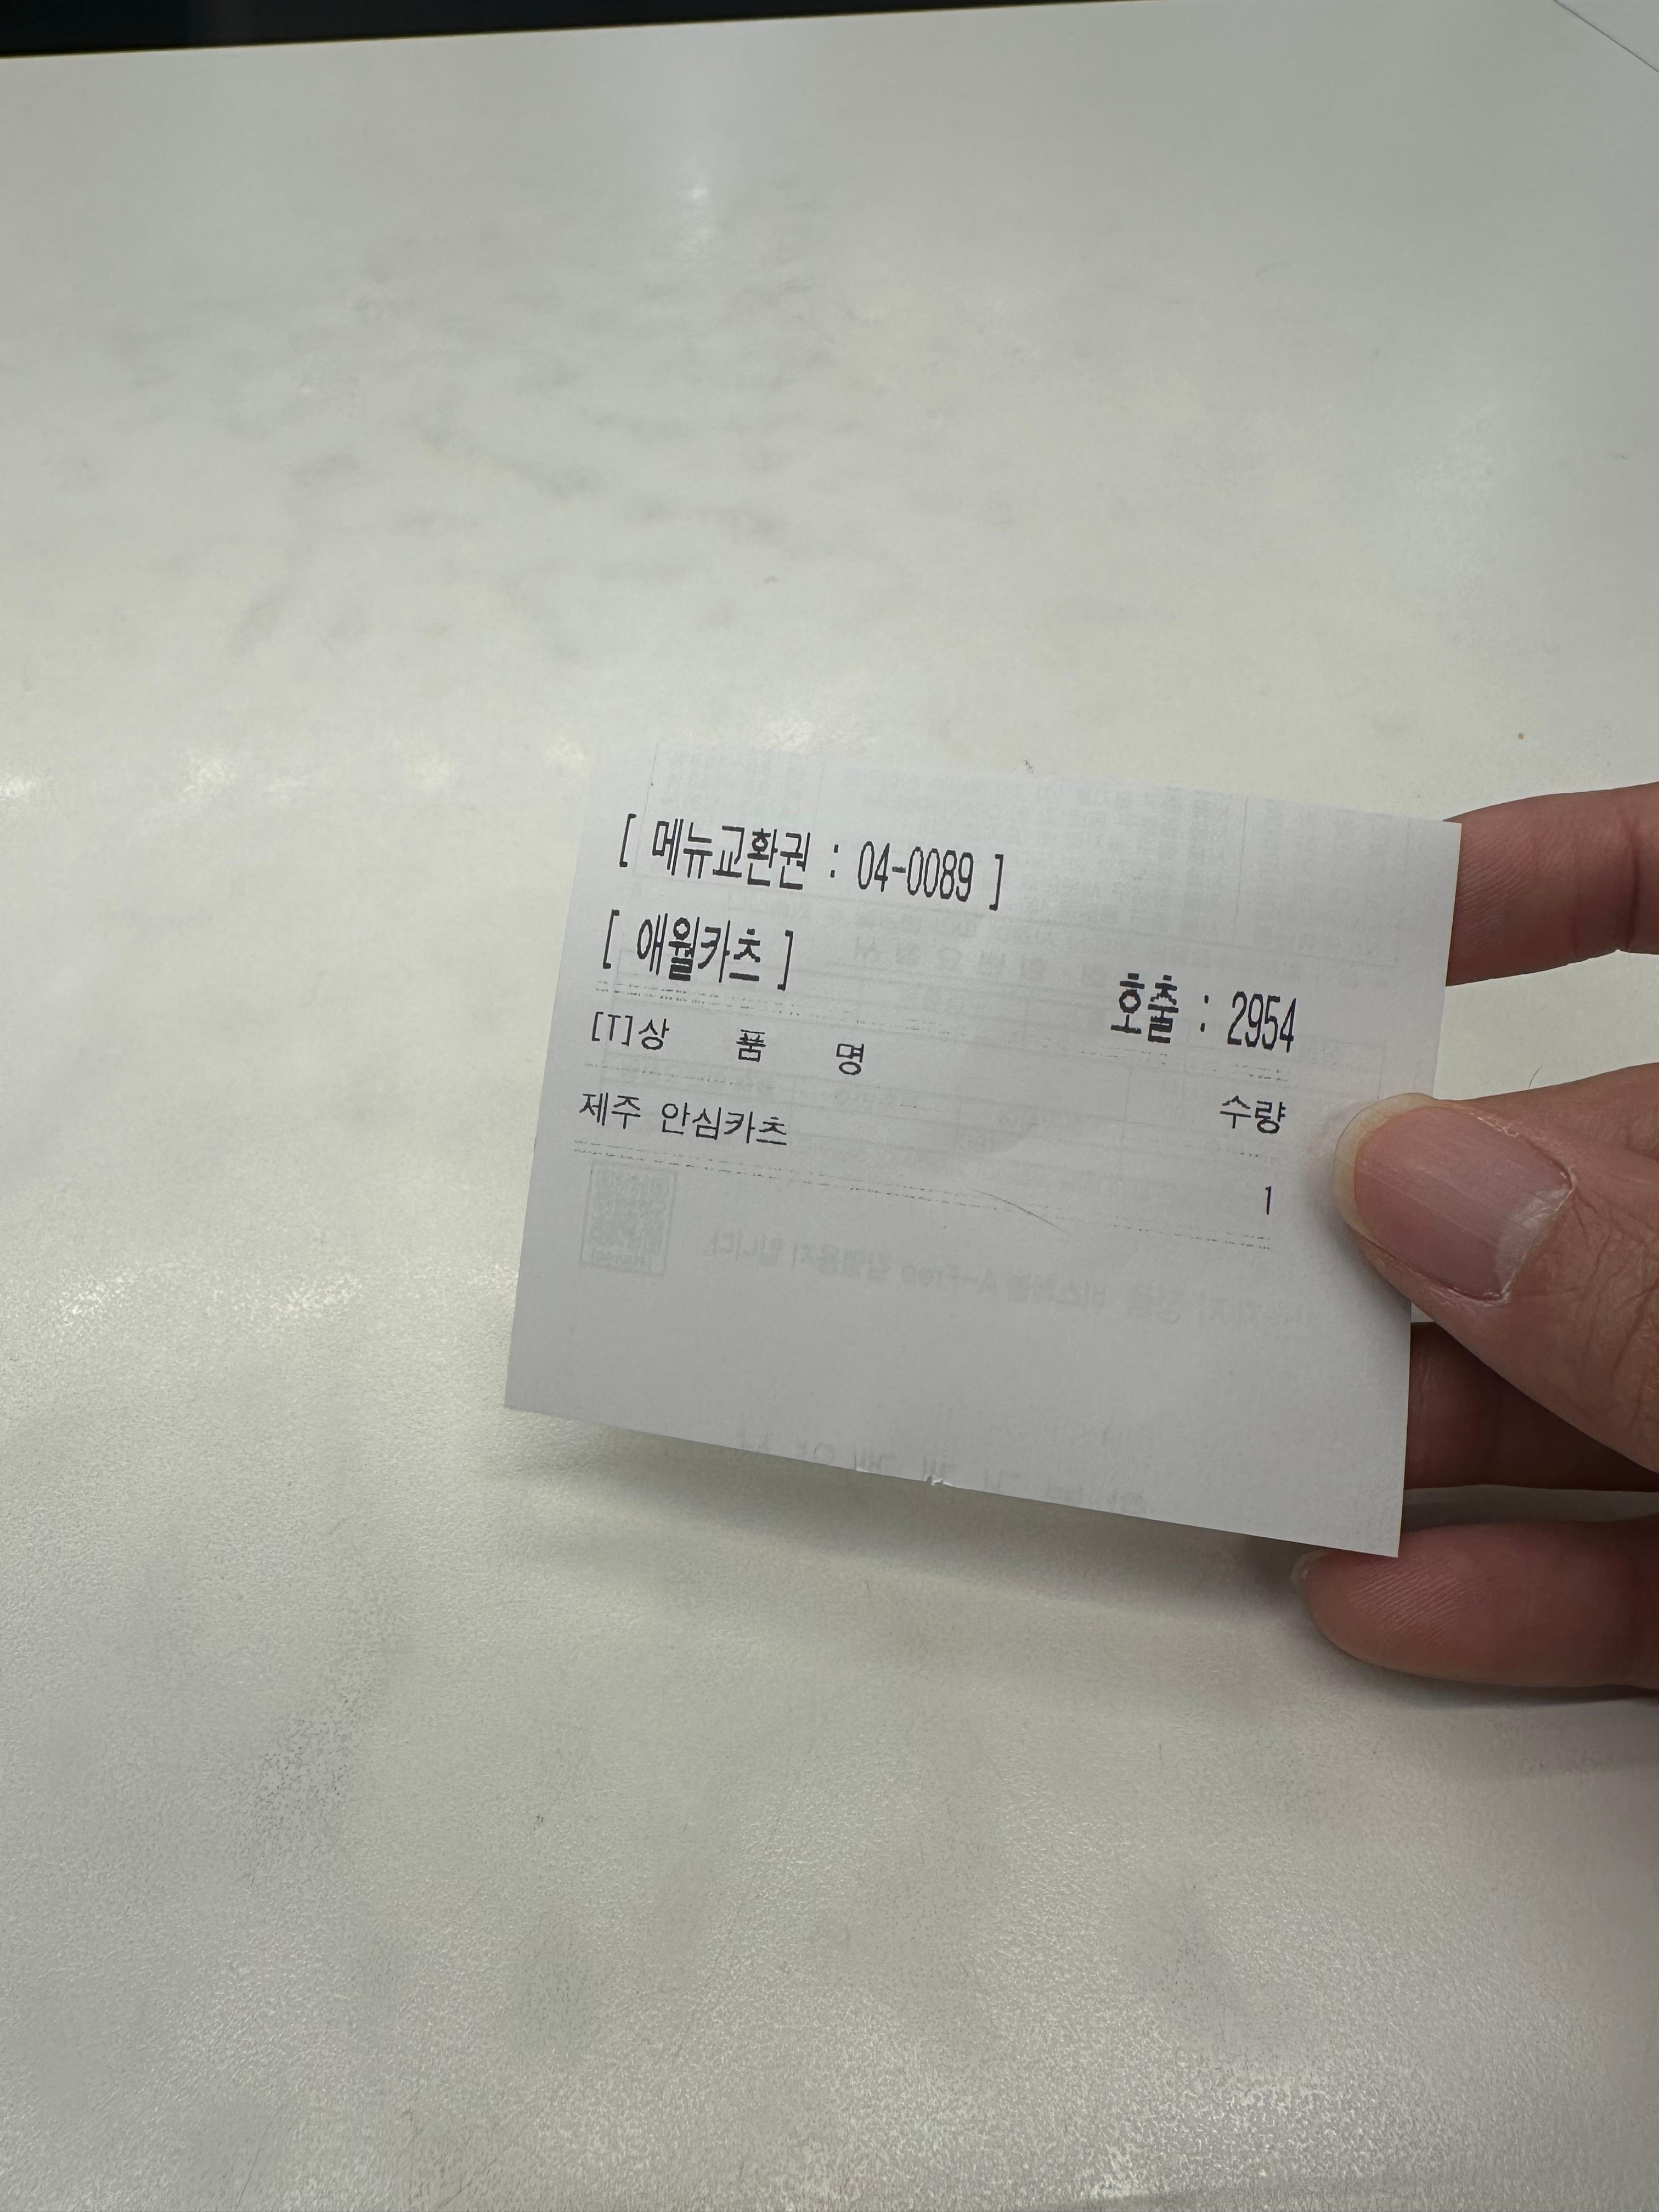 [ 메뉴교환권 : 04-0089 ]
[ 애월카츠 ]
호출 : 2954
[T]상 품 명 수량
제주 안심카츠 1